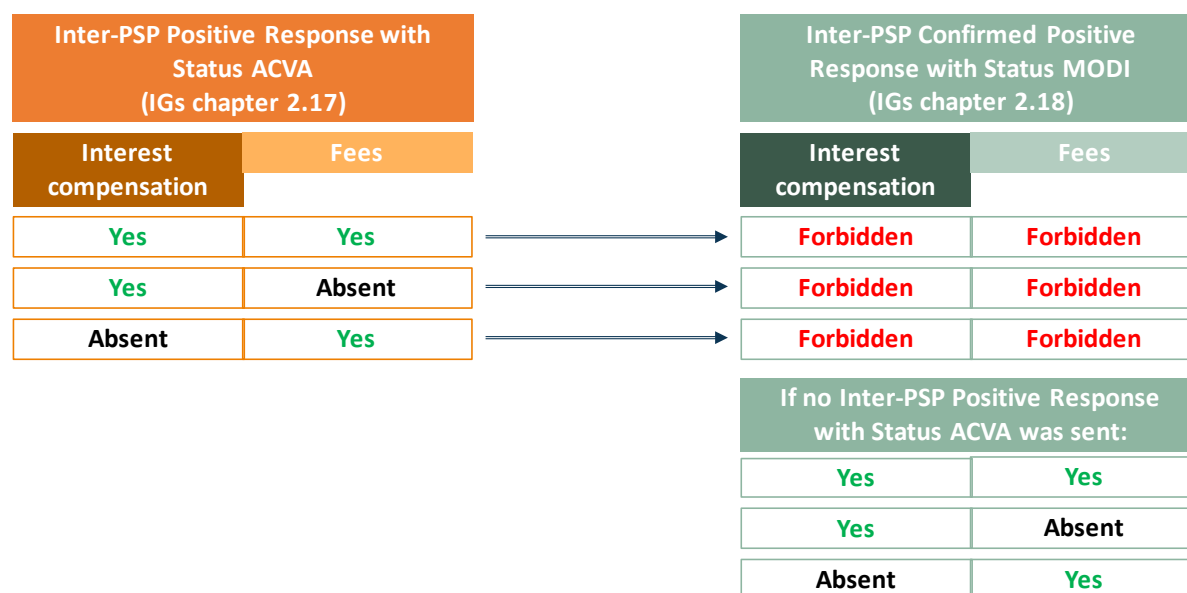 Inter-PSP Positive Response with
Status ACVA
(IGs chapter 2.17)
Interest
compensation
Fees
Yes Yes
Yes Absent
Absent Yes
Inter-PSP Confirmed Positive
Response with Status MODI
(IGs chapter 2.18)
Interest
compensation
Fees
Forbidden Forbidden
Forbidden Forbidden
Forbidden Forbidden
If no Inter-PSP Positive Response
with Status ACVA was sent:
Yes Yes
Yes Absent
Absent Yes